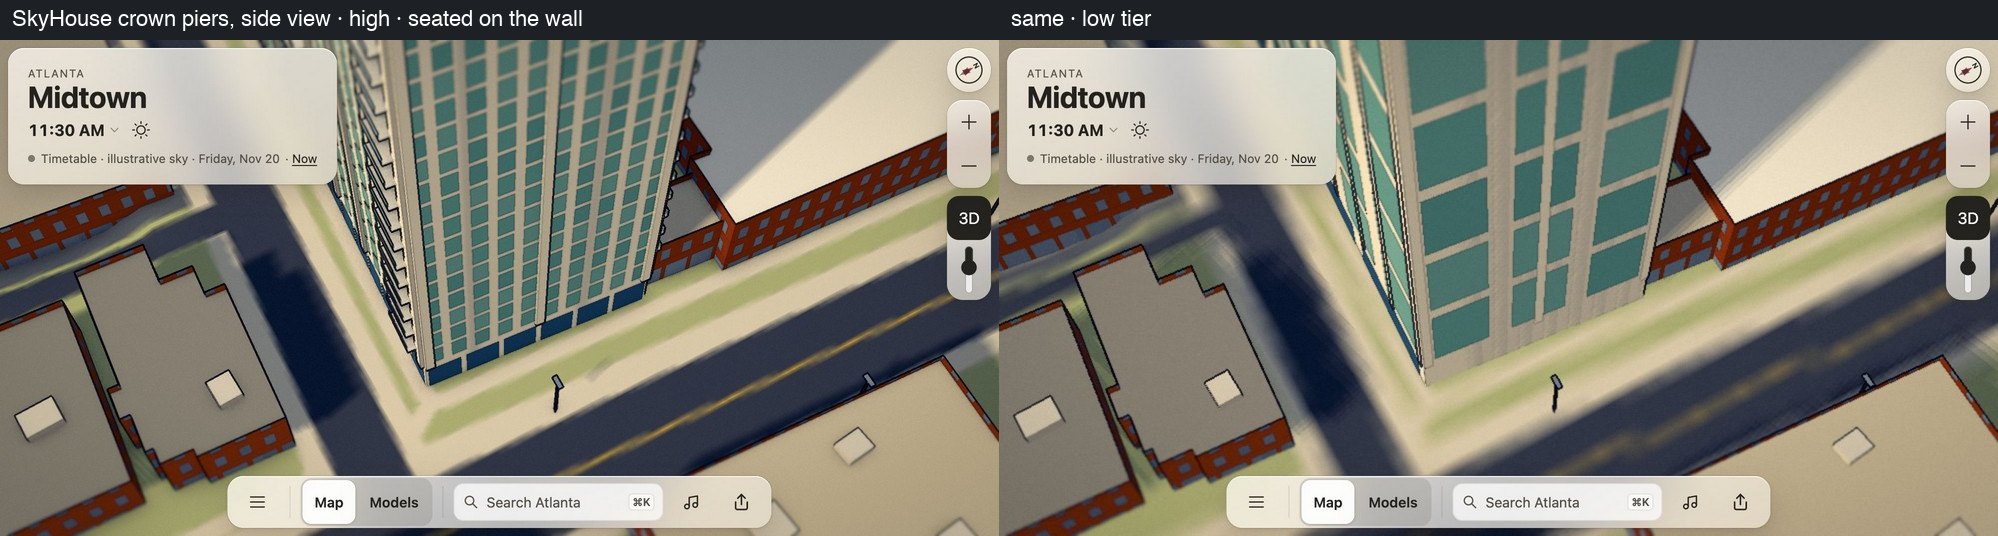 SkyHouse crown piers, side view · high · seated on the wall
ATLANTA
Midtown
11:30 AM
Timetable · illustrative sky · Friday, Nov 20 · Now
Z
+
−
3D
Map Models Search Atlanta ⌘K
same · low tier
ATLANTA
Midtown
11:30 AM
Timetable · illustrative sky · Friday, Nov 20 · Now
Z
+
−
3D
Map Models Search Atlanta ⌘K